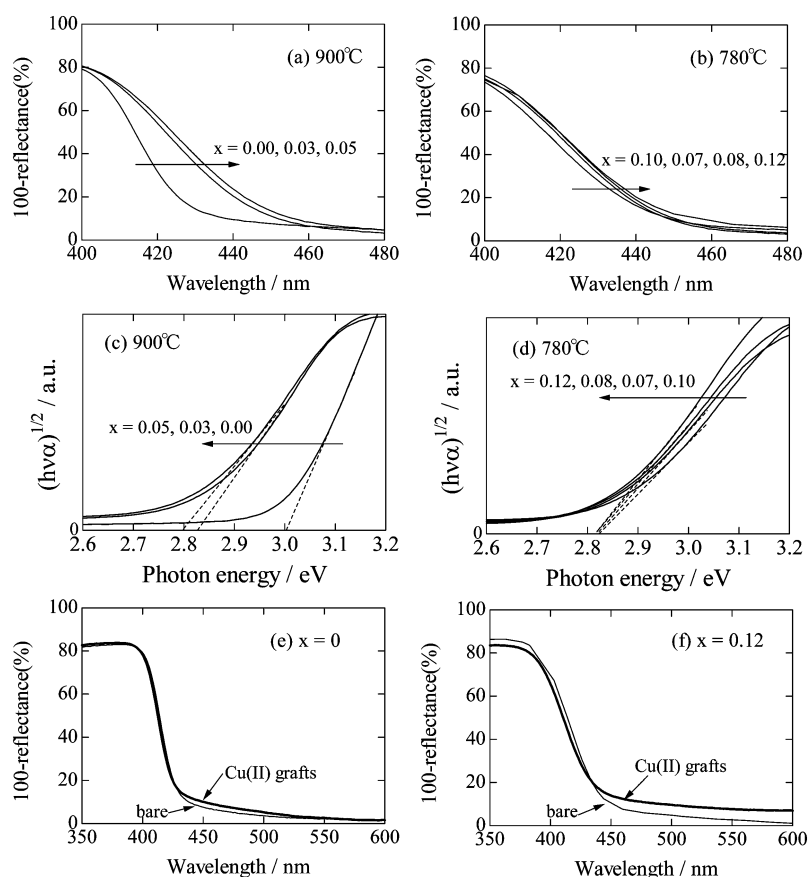 100
80
60
40
20
0
100-reflectance(%)
(a) 900℃
x = 0.00, 0.03, 0.05
400 420 440 460 480
Wavelength / nm
100
80
60
40
20
0
100-reflectance(%)
(b) 780℃
x = 0.10, 0.07, 0.08, 0.12
400 420 440 460 480
Wavelength / nm
(hνα)1/2 / a.u.
(c) 900℃
x = 0.05, 0.03, 0.00
0
2.6 2.7 2.8 2.9 3.0 3.1 3.2
Photon energy / eV
(hνα)1/2 / a.u.
(d) 780℃
x = 0.12, 0.08, 0.07, 0.10
0
2.6 2.7 2.8 2.9 3.0 3.1 3.2
Photon energy / eV
100
80
60
40
20
0
100-reflectance(%)
(e) x = 0
Cu(II) grafts
bare
350 400 450 500 550 600
Wavelength / nm
100
80
60
40
20
0
100-reflectance(%)
(f) x = 0.12
Cu(II) grafts
bare
350 400 450 500 550 600
Wavelength / nm